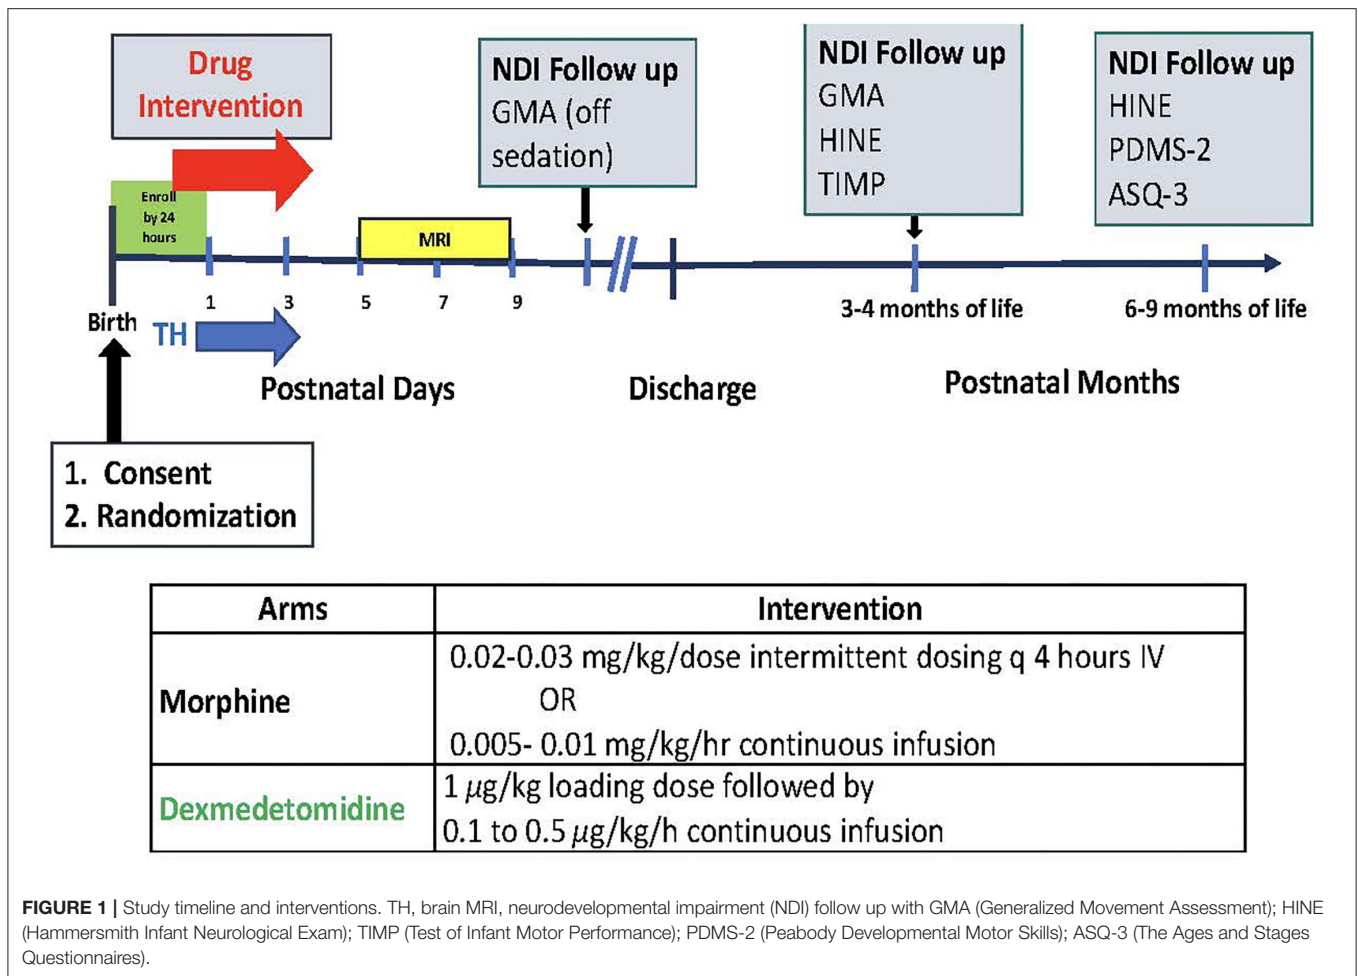 Drug
Intervention
NDI Follow up
GMA (off
sedation)
NDI Follow up
GMA
HINE
TIMP
NDI Follow up
HINE
PDMS-2
ASQ-3
Enroll
by 24
hours
MRI
1
3
5
7
9
Birth
TH
3-4 months of life
6-9 months of life
Postnatal Days
Discharge
Postnatal Months
1. Consent
2. Randomization
Arms
Intervention
Morphine
0.02-0.03 mg/kg/dose intermittent dosing q 4 hours IV
OR
0.005- 0.01 mg/kg/hr continuous infusion
Dexmedetomidine
1 μg/kg loading dose followed by
0.1 to 0.5 μg/kg/h continuous infusion
FIGURE 1 | Study timeline and interventions. TH, brain MRI, neurodevelopmental impairment (NDI) follow up with GMA (Generalized Movement Assessment); HINE
(Hammersmith Infant Neurological Exam); TIMP (Test of Infant Motor Performance); PDMS-2 (Peabody Developmental Motor Skills); ASQ-3 (The Ages and Stages
Questionnaires).